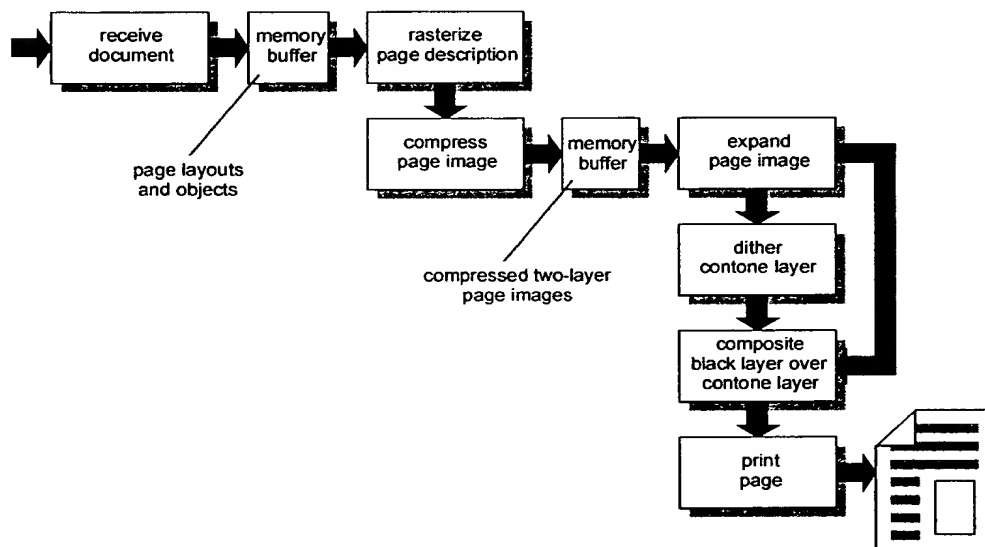 receive
document
memory
buffer
rasterize
page description
compress
page image
memory
buffer
expand
page image
page layouts
and objects
dither
contone layer
compressed two-layer
page images
composite
black layer over
contone layer
print
page